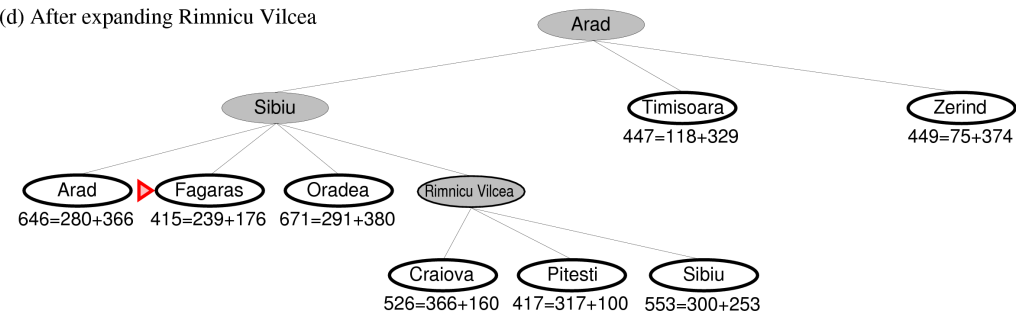 (d) After expanding Rimnicu Vilcea
Arad
Sibiu
Timisoara
Zerind
447=118+329
449=75+374
Arad
Fagaras
Oradea
Rimnicu Vilcea
646=280+366
415=239+176
671=291+380
Craiova
Pitesti
Sibiu
526=366+160
417=317+100
553=300+253